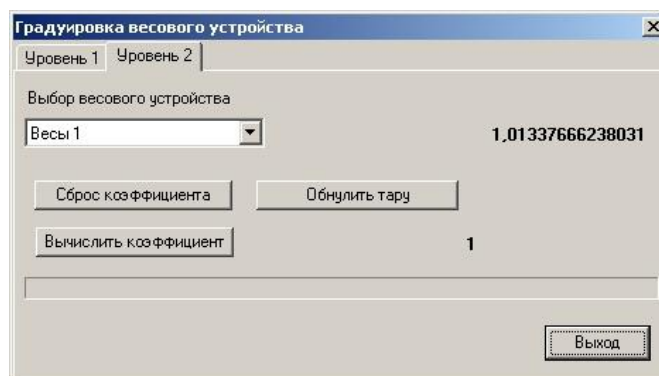 Градуировка весового устройства
Уровень 1 Уровень 2
Выбор весового устройства
Весы 1 1,01337666238031
Сброс коэффициента Обнулить тару
Вычислить коэффициент 1
Выход